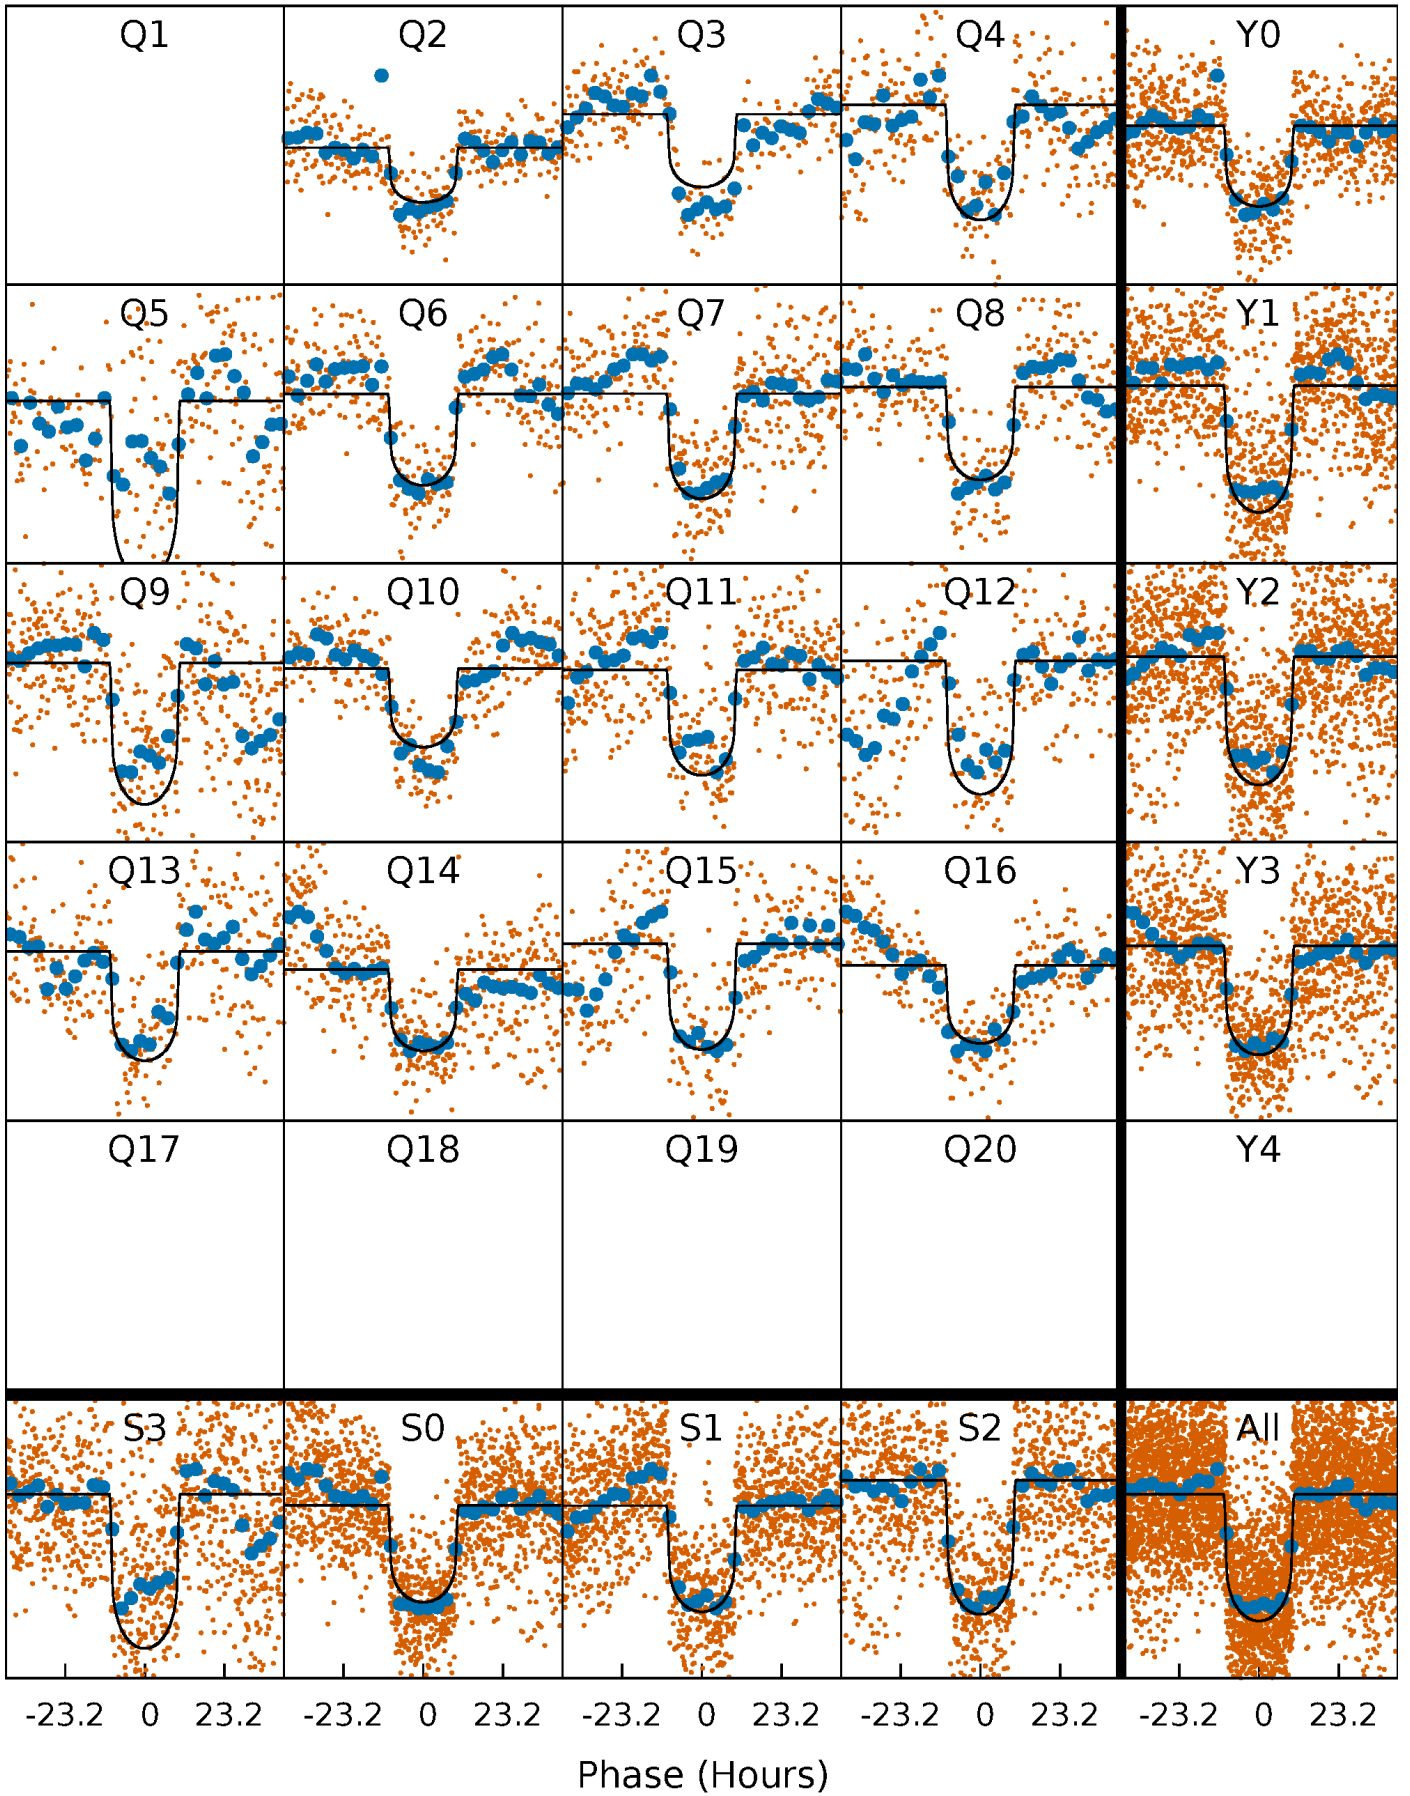 Q1 Q2 Q3 Q4 Y0
Q5 Q6 Q7 Q8 Y1
Q9 Q10 Q11 Q12 Y2
Q13 Q14 Q15 Q16 Y3
Q17 Q18 Q19 Q20 Y4
S3 S0 S1 S2 All
-23.2 0 23.2 -23.2 0 23.2 -23.2 0 23.2 -23.2 0 23.2 -23.2 0 23.2
Phase (Hours)